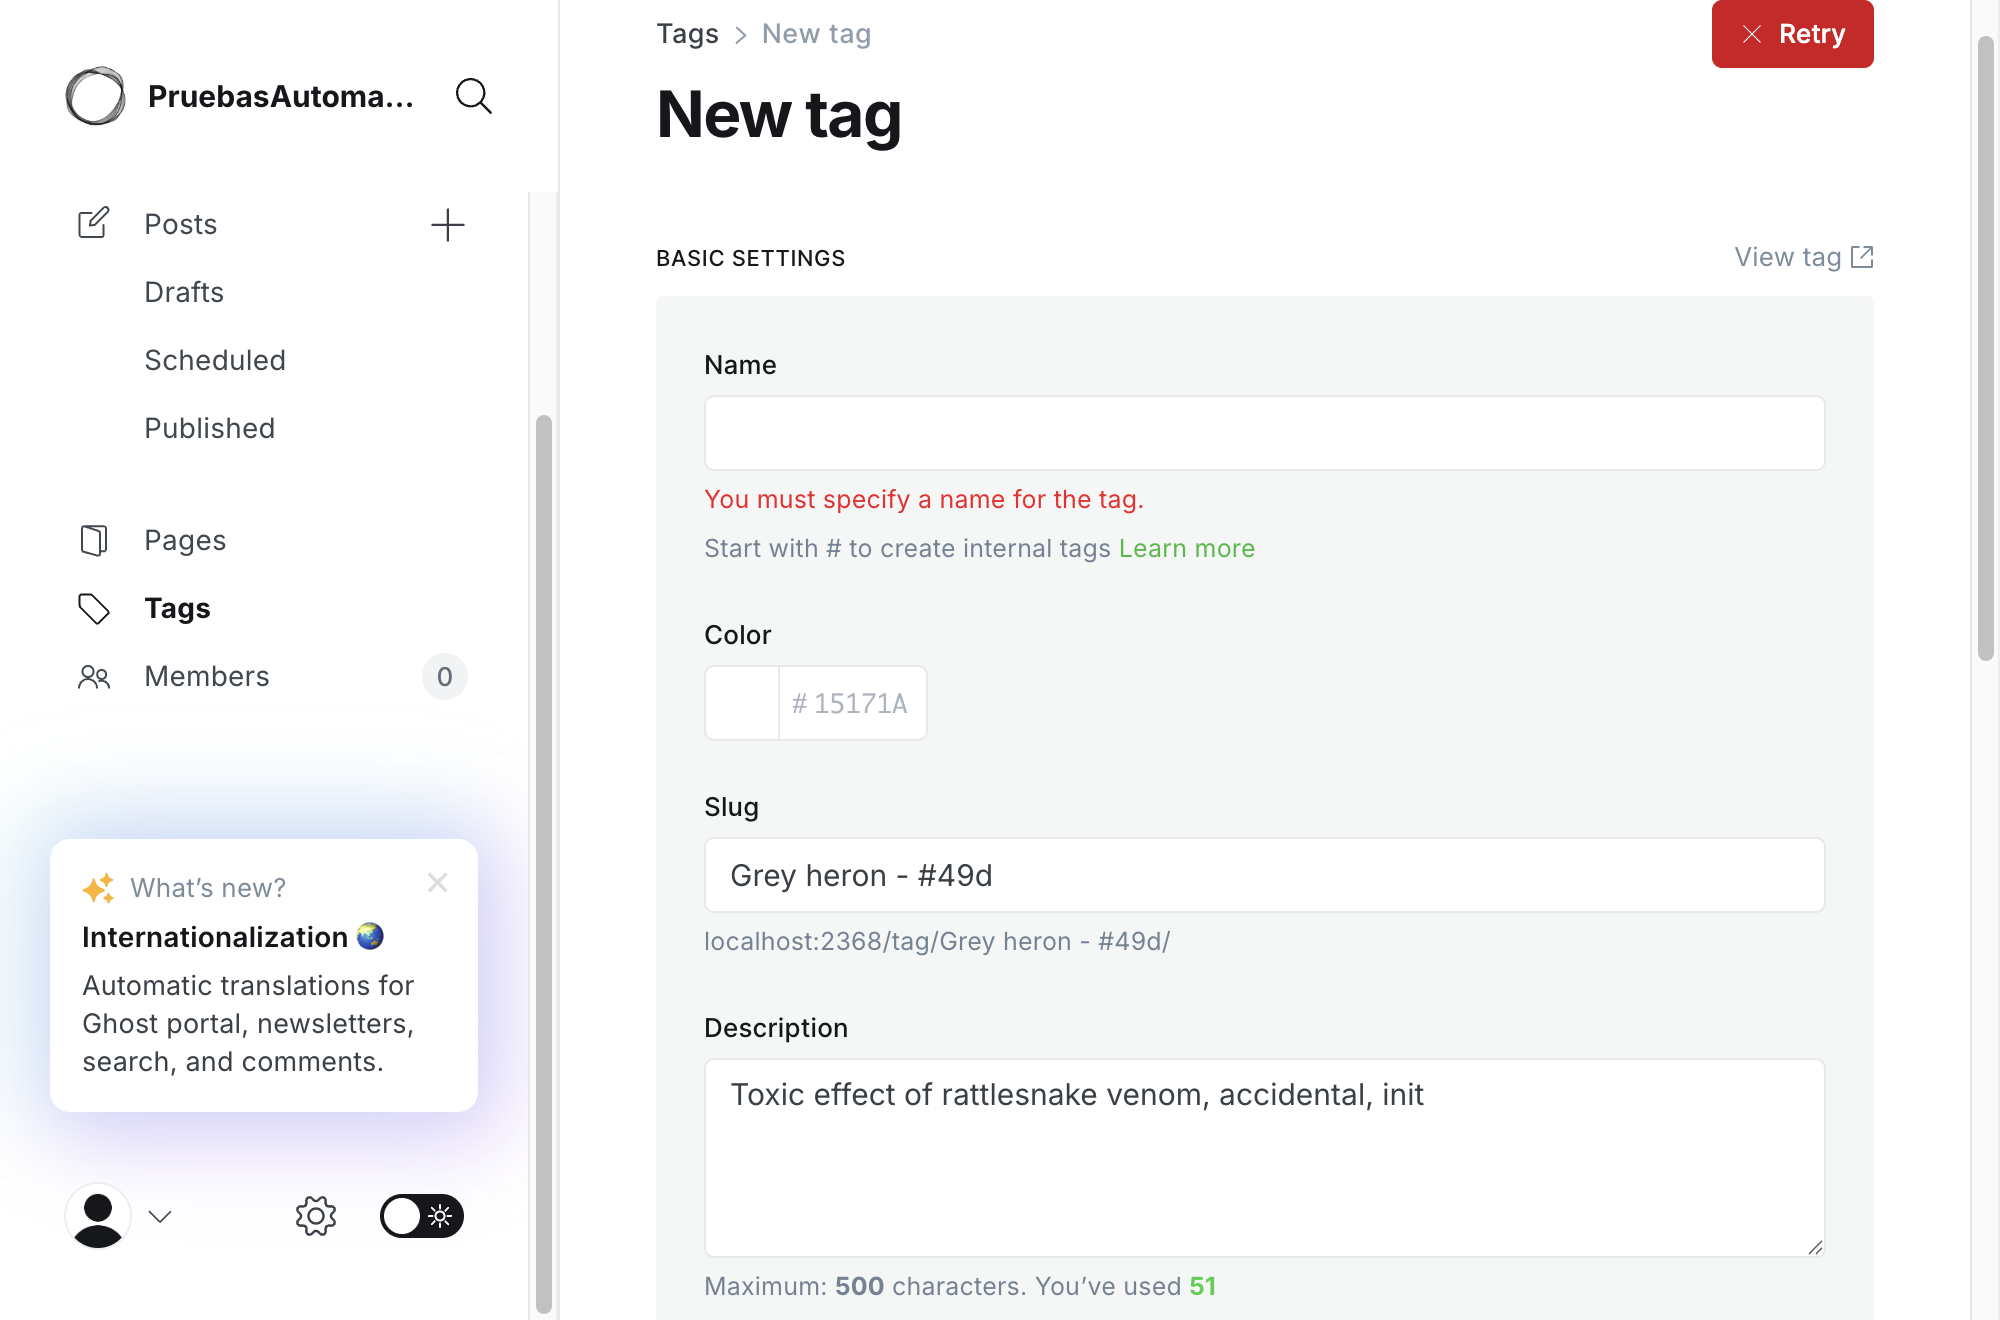 PruebasAutoma...
Posts
Drafts
Scheduled
Published
Pages
Tags
Members
0
What's new?
Internationalization 🌏
Automatic translations for
Ghost portal, newsletters,
search, and comments.
Tags > New tag
Retry
New tag
BASIC SETTINGS
View tag
Name
You must specify a name for the tag.
Start with # to create internal tags Learn more
Color
# 15171A
Slug
Grey heron - #49d
localhost:2368/tag/Grey heron - #49d/
Description
Toxic effect of rattlesnake venom, accidental, init
Maximum: 500 characters. You've used 51